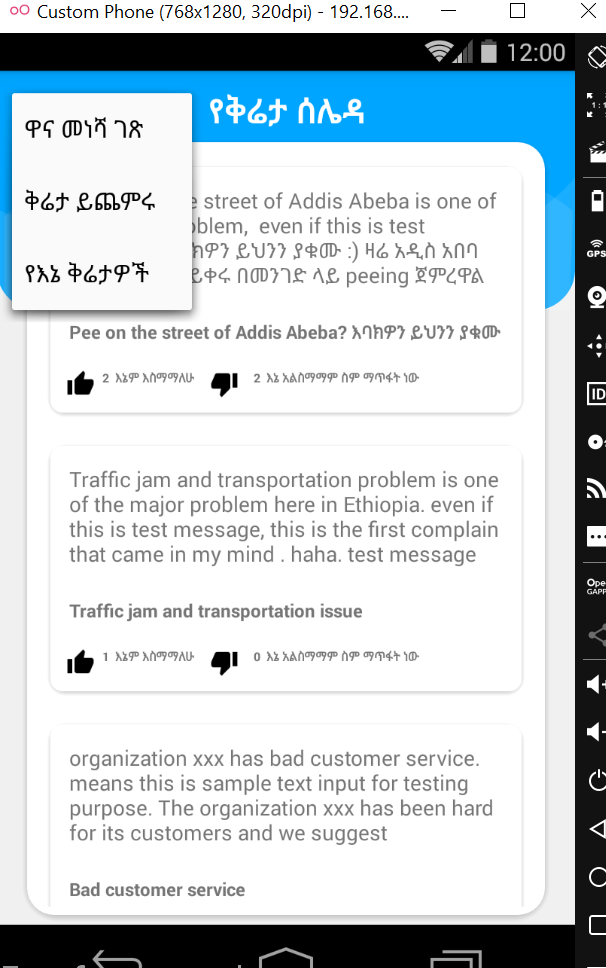 Custom Phone (768x1280, 320dpi) - 192.168....
12:00
የቅሬታ ሰሌዳ
ዋና መነሻ ገጽ
ቅሬታ ይጨምሩ
የእኔ ቅሬታዎች
street of Addis Abeba is one of
even if this is test
ይህንን ያቁሙ :) ዛሬ አዲስ አበባ
በመንገድ ላይ peeing ጀምረዋል
Pee on the street of Addis Abeba? እባክዎን ይህንን ያቁሙ
2 እኔም እስማማለሁ 2 እኔ አልስማማም ስም ማጥፋት ነው
Traffic jam and transportation problem is one
of the major problem here in Ethiopia. even if
this is test message, this is the first complain
that came in my mind . haha. test message
Traffic jam and transportation issue
1 እኔም እስማማለሁ 0 እኔ አልስማማም ስም ማጥፋት ነው
organization xxx has bad customer service.
means this is sample text input for testing
purpose. The organization xxx has been hard
for its customers and we suggest
Bad customer service
1:1
GPS
ID
GAPP